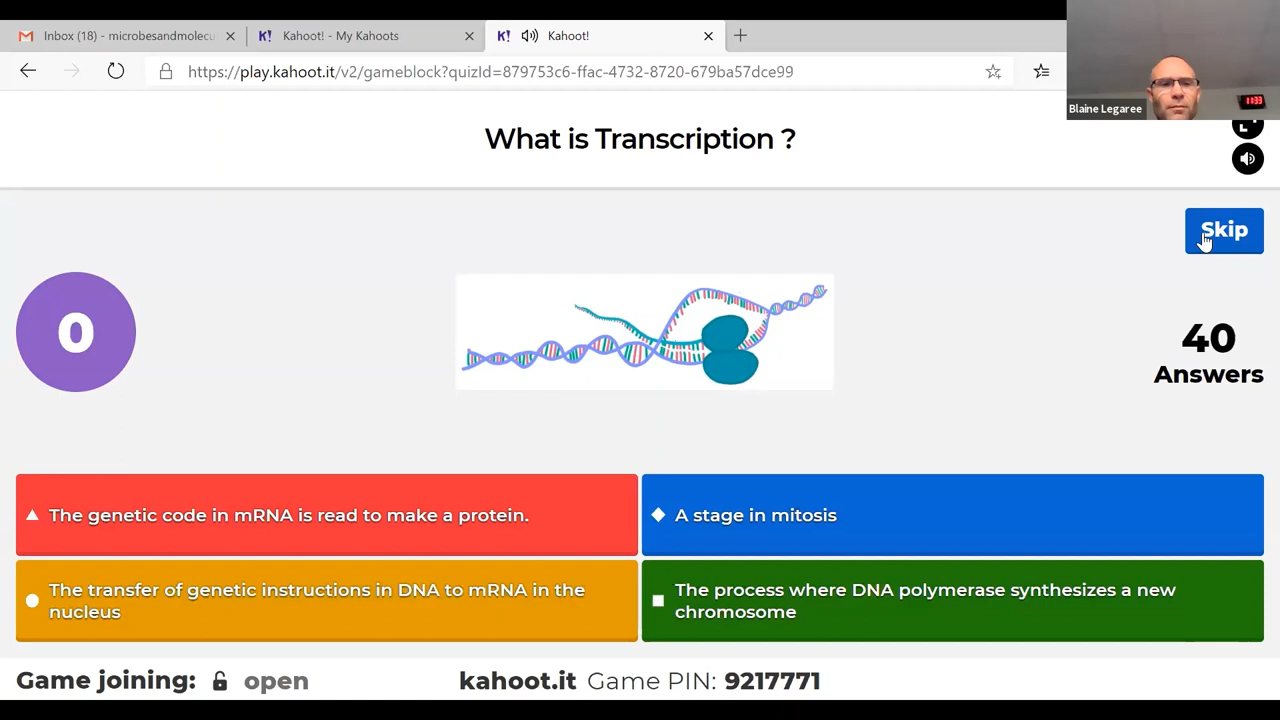 Inbox (18) - microbesandmolecu
Kahoot! - My Kahoots
Kahoot!
https://play.kahoot.it/v2/gameblock?quizId=879753c6-ffac-4732-8720-679ba57dce99
Blaine Legaree
11:33
What is Transcription ?
Skip
0
40
Answers
The genetic code in mRNA is read to make a protein.
A stage in mitosis
The transfer of genetic instructions in DNA to mRNA in the
nucleus
The process where DNA polymerase synthesizes a new
chromosome
Game joining: open
kahoot.it Game PIN: 9217771